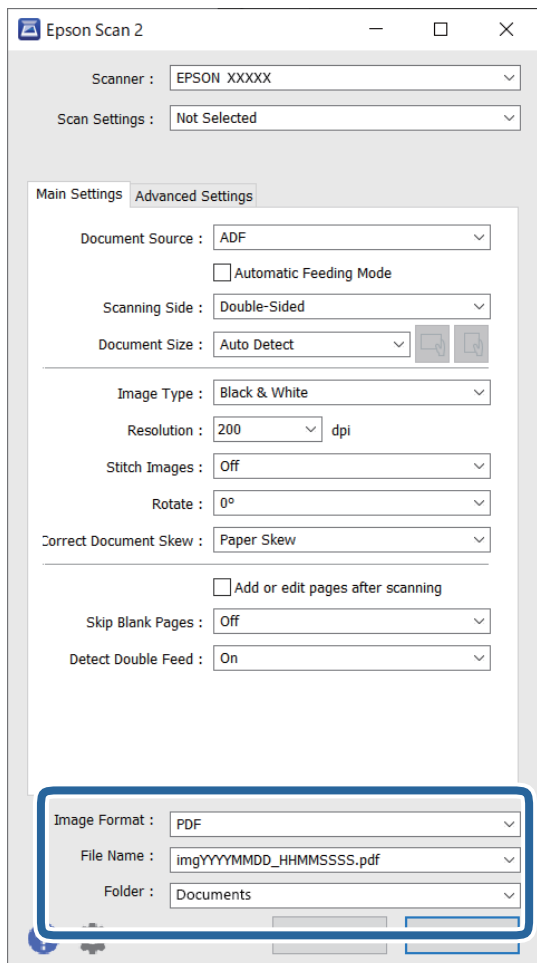 Epson Scan 2
Scanner : EPSON XXXXX
Scan Settings : Not Selected
Main Settings Advanced Settings
Document Source : ADF
Automatic Feeding Mode
Scanning Side : Double-Sided
Document Size : Auto Detect
Image Type : Black & White
Resolution : 200 dpi
Stitch Images : Off
Rotate : 0°
Correct Document Skew : Paper Skew
Add or edit pages after scanning
Skip Blank Pages : Off
Detect Double Feed : On
Image Format : PDF
File Name : imgYYYYMMDD_HHMMSSSS.pdf
Folder : Documents